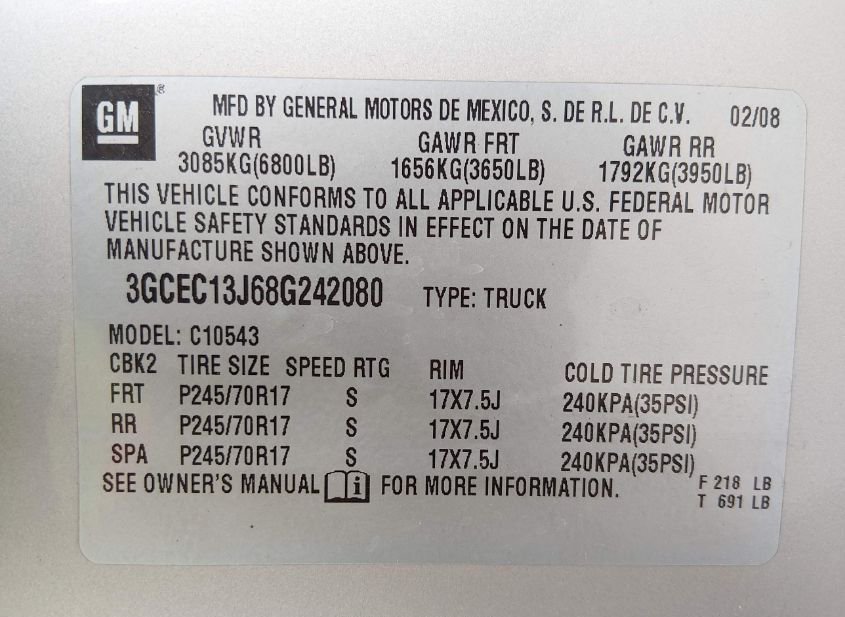 GM ®
MFD BY GENERAL MOTORS DE MEXICO, S. DE R.L. DE C.V. 02/08
GVWR GAWR FRT GAWR RR
3085KG(6800LB) 1656KG(3650LB) 1792KG(3950LB)
THIS VEHICLE CONFORMS TO ALL APPLICABLE U.S. FEDERAL MOTOR
VEHICLE SAFETY STANDARDS IN EFFECT ON THE DATE OF
MANUFACTURE SHOWN ABOVE.
3GCEC13J68G242080 TYPE: TRUCK
MODEL: C10543
CBK2 TIRE SIZE SPEED RTG RIM COLD TIRE PRESSURE
FRT P245/70R17 S 17X7.5J 240KPA(35PSI)
RR P245/70R17 S 17X7.5J 240KPA(35PSI)
SPA P245/70R17 S 17X7.5J 240KPA(35PSI)
SEE OWNER'S MANUAL i FOR MORE INFORMATION.
F 218 LB
T 691 LB